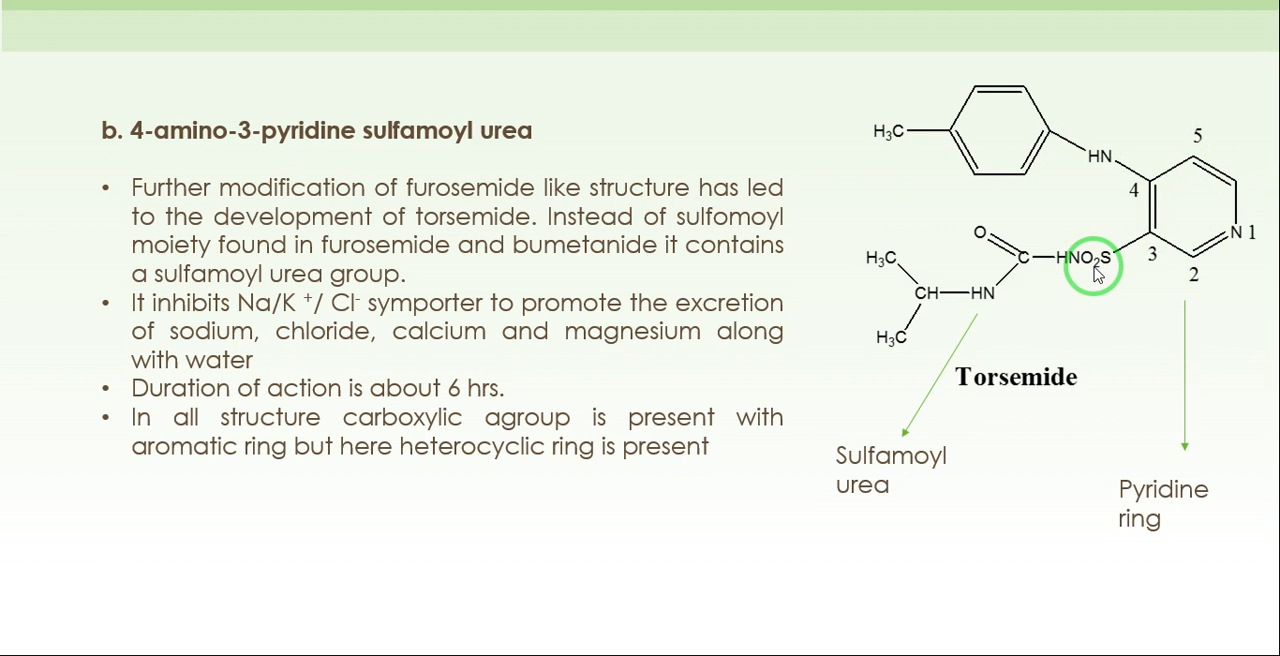 b. 4-amino-3-pyridine sulfamoyl urea
• Further modification of furosemide like structure has led
to the development of torsemide. Instead of sulfomoyl
moiety found in furosemide and bumetanide it contains
a sulfamoyl urea group.
• It inhibits Na/K ⁺/ Cl⁻ symporter to promote the excretion
of sodium, chloride, calcium and magnesium along
with water
• Duration of action is about 6 hrs.
• In all structure carboxylic agroup is present with
aromatic ring but here heterocyclic ring is present
5
H₃C
HN
4
O
N 1
H₃C
C
HNO₂S
3
2
CH
HN
H₃C
Torsemide
Sulfamoyl
urea
Pyridine
ring